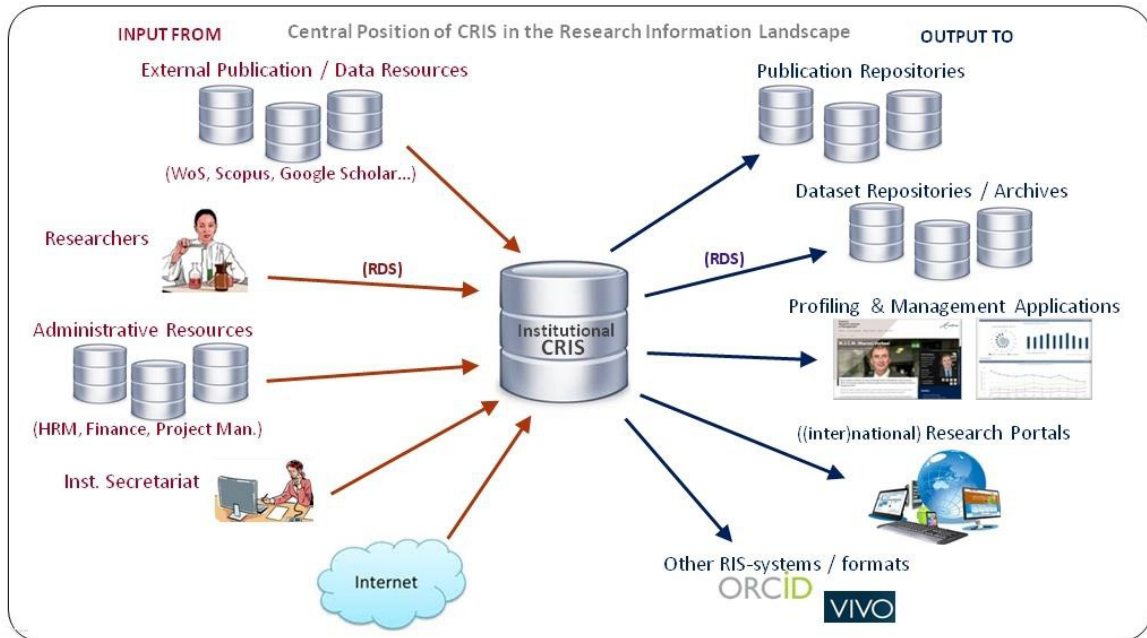 Central Position of CRIS in the Research Information Landscape
INPUT FROM
External Publication / Data Resources
(WoS, Scopus, Google Scholar...)
Researchers
(RDS)
Administrative Resources
(HRM, Finance, Project Man.)
Inst. Secretariat
Internet
Institutional
CRIS
OUTPUT TO
Publication Repositories
Dataset Repositories / Archives
(RDS)
Profiling & Management Applications
((inter)national) Research Portals
Other RIS-systems / formats
ORCID
VIVO